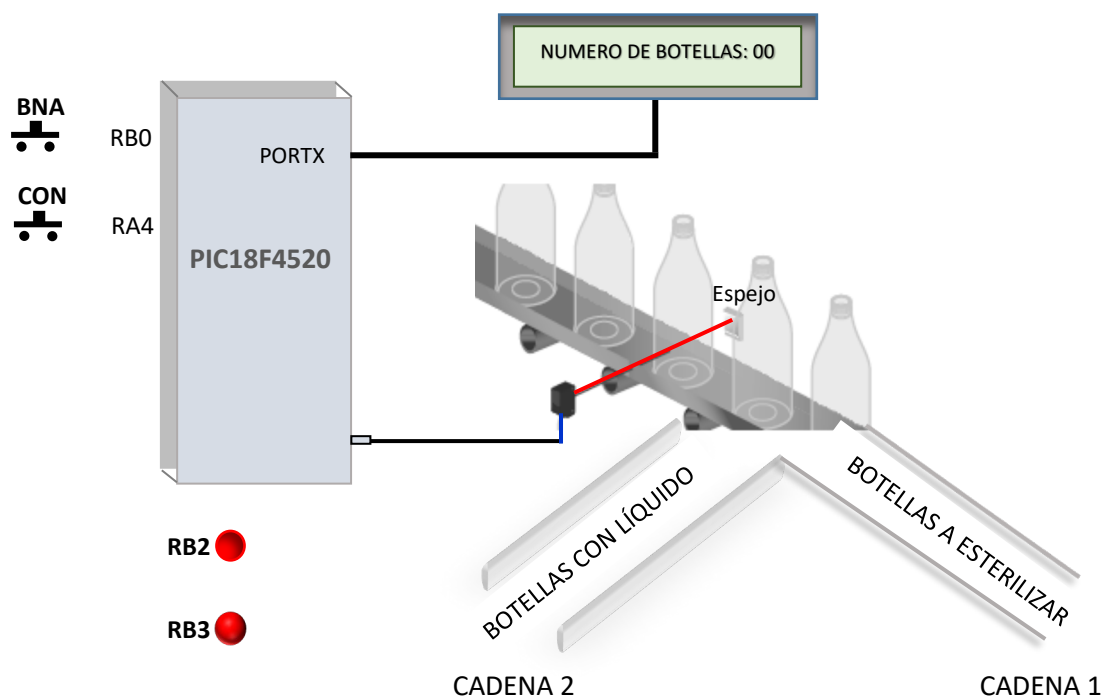 NUMERO DE BOTELLAS: 00
BNA
RB0
PORTX
CON
RA4
PIC18F4520
Espejo
BOTELLAS CON LÍQUIDO
BOTELLAS A ESTERILIZAR
RB2
RB3
CADENA 2
CADENA 1